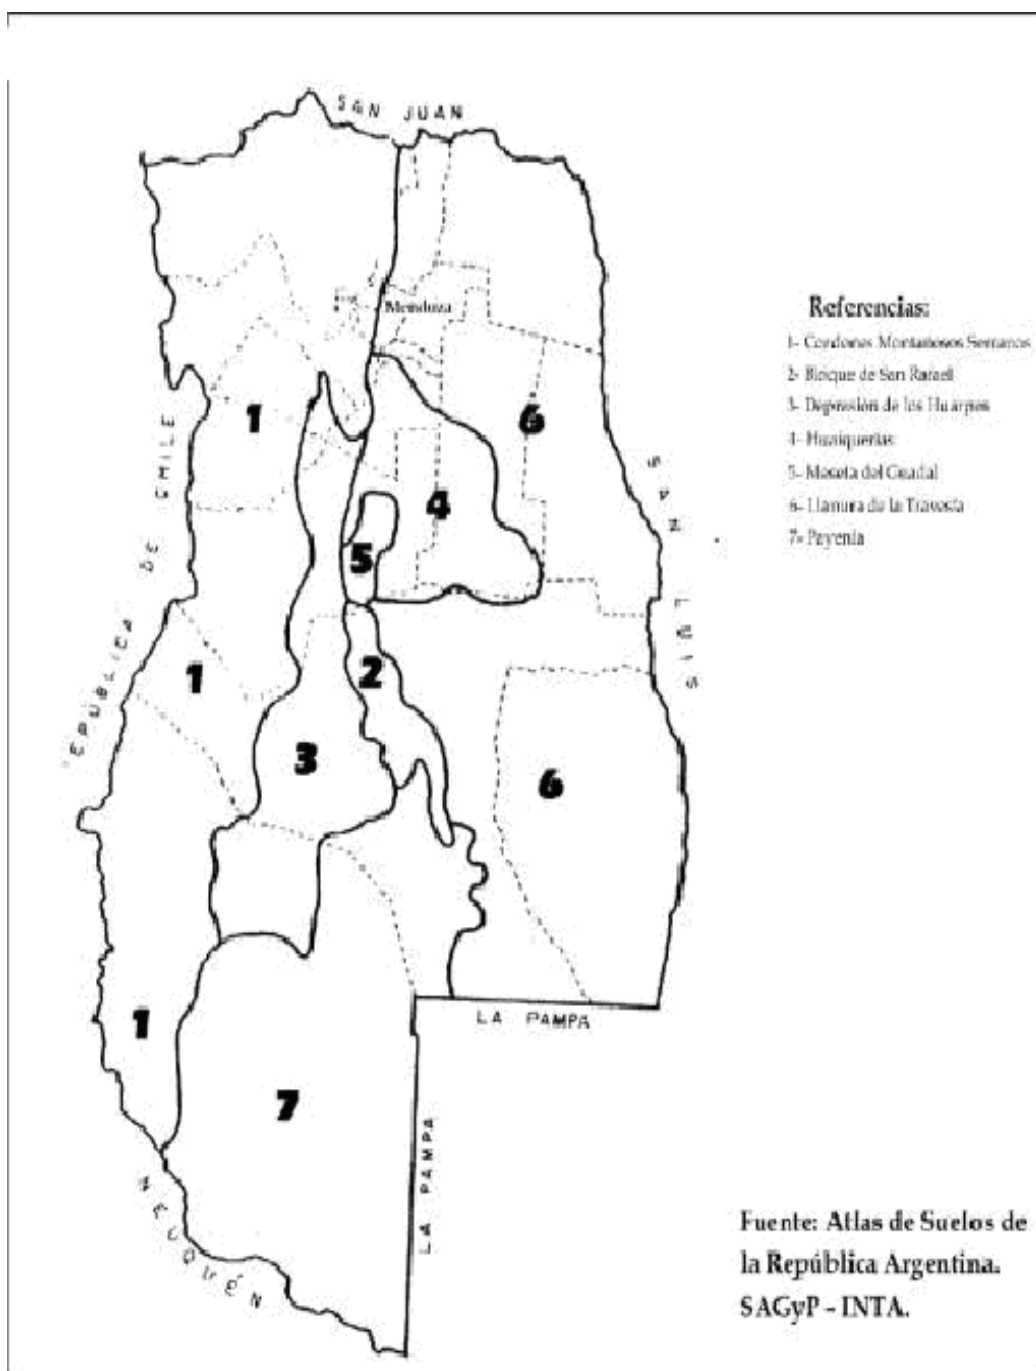 SAN JUAN
Mendoza
Referencias:
1- Cordones Montañosos Serranos
2- Bloque de San Rafael
3- Depresión de los Huarpes
4- Huaiquerías
5- Meseta del Guadal
6- Llanura de la Travesía
7- Payenia
1
6
4
5
SAN LUIS
EPÚBLICA DE CHILE
1
2
3
6
LA PAMPA
1
7
LA PAMPA
NEUQUÉN
Fuente: Atlas de Suelos de
la República Argentina.
SAGyP - INTA.